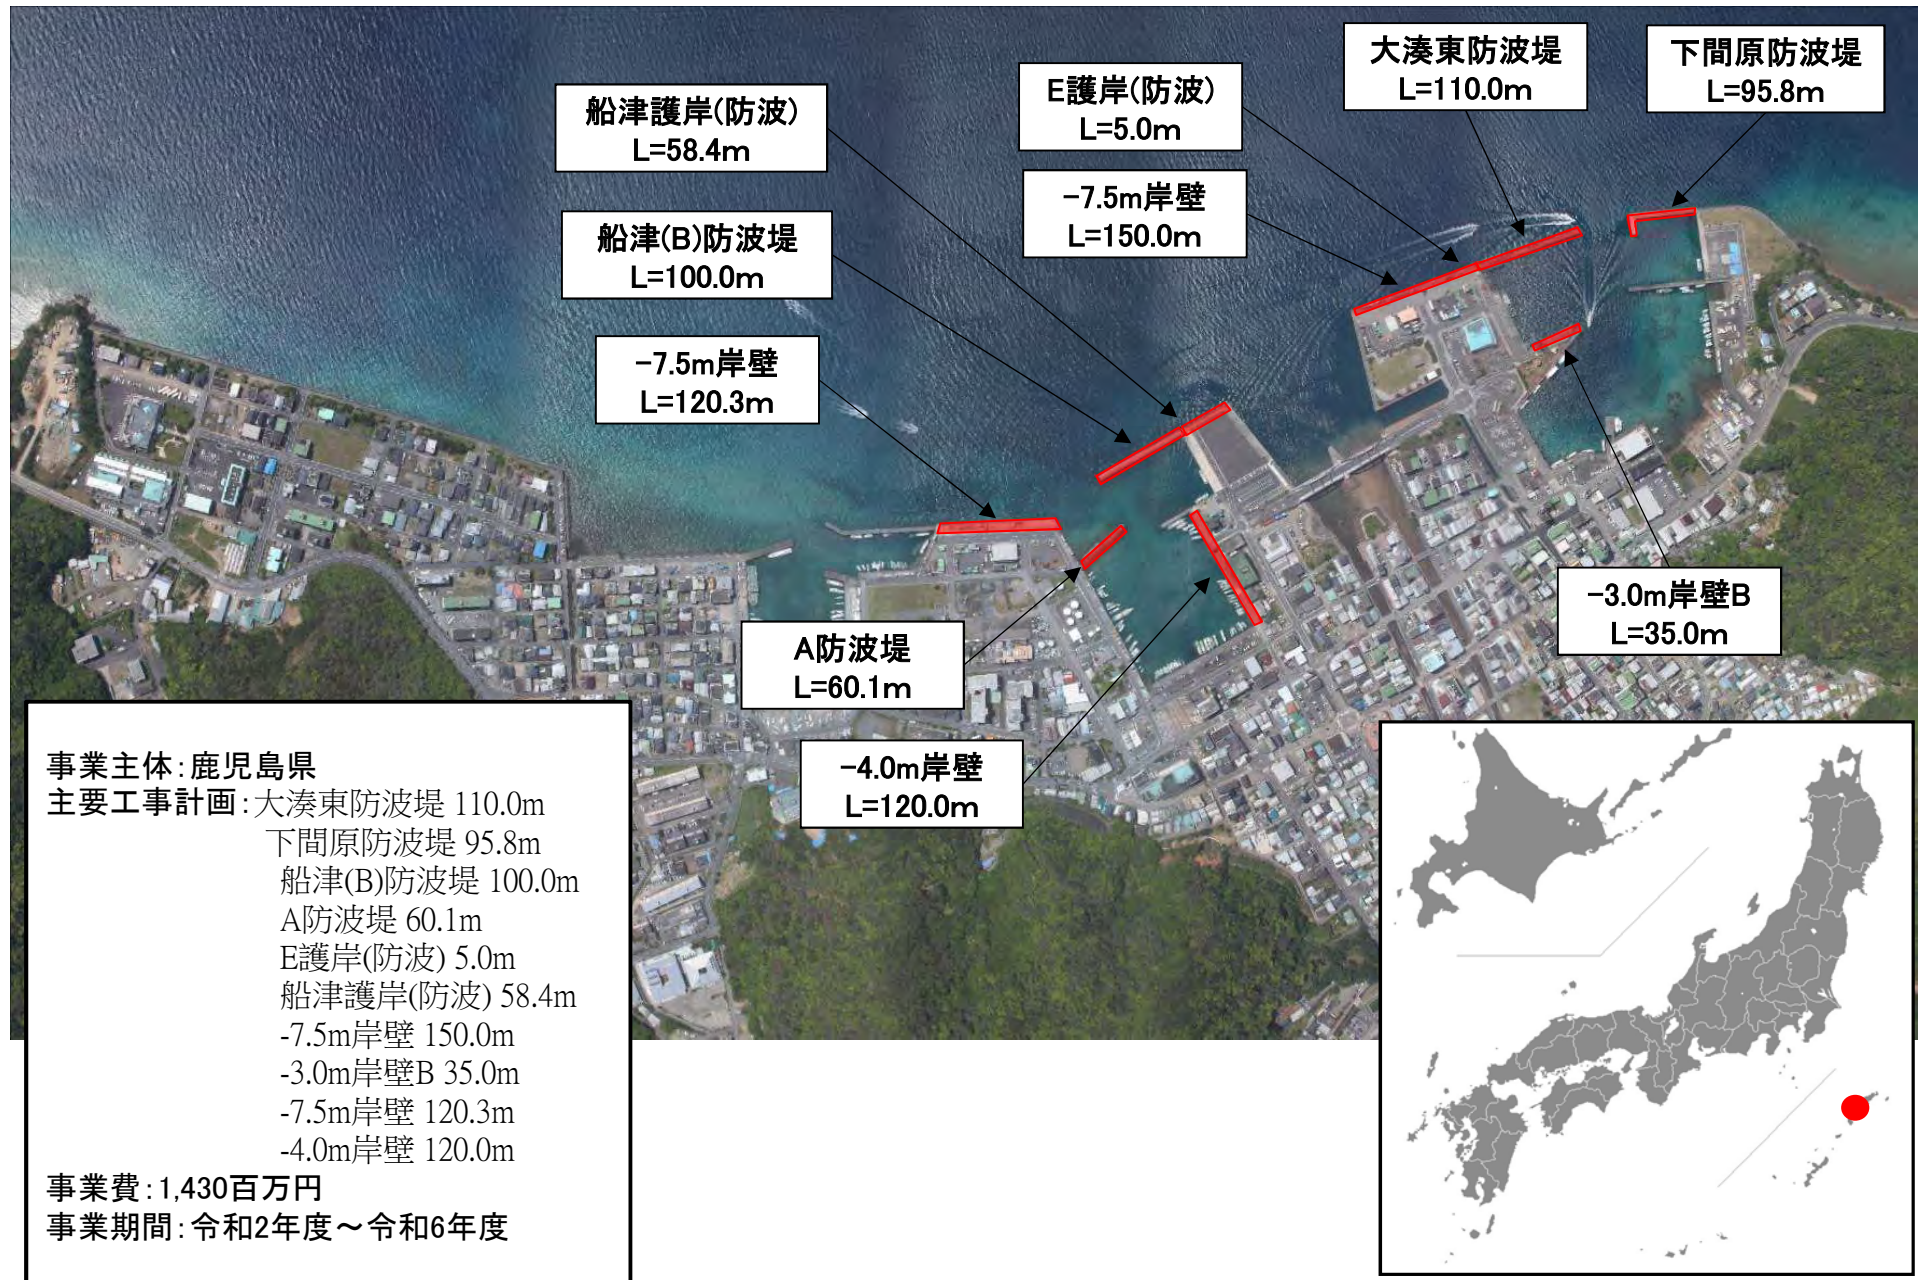 大湊東防波堤
L=110.0m
下間原防波堤
L=95.8m
E護岸(防波)
L=5.0m
船津護岸(防波)
L=58.4m
-7.5m岸壁
L=150.0m
船津(B)防波堤
L=100.0m
-7.5m岸壁
L=120.3m
-3.0m岸壁B
L=35.0m
A防波堤
L=60.1m
-4.0m岸壁
L=120.0m
事業主体：鹿児島県
主要工事計画：大湊東防波堤 110.0m
下間原防波堤 95.8m
船津(B)防波堤 100.0m
A防波堤 60.1m
E護岸(防波) 5.0m
船津護岸(防波) 58.4m
-7.5m岸壁 150.0m
-3.0m岸壁B 35.0m
-7.5m岸壁 120.3m
-4.0m岸壁 120.0m
事業費：1,430百万円
事業期間：令和2年度～令和6年度